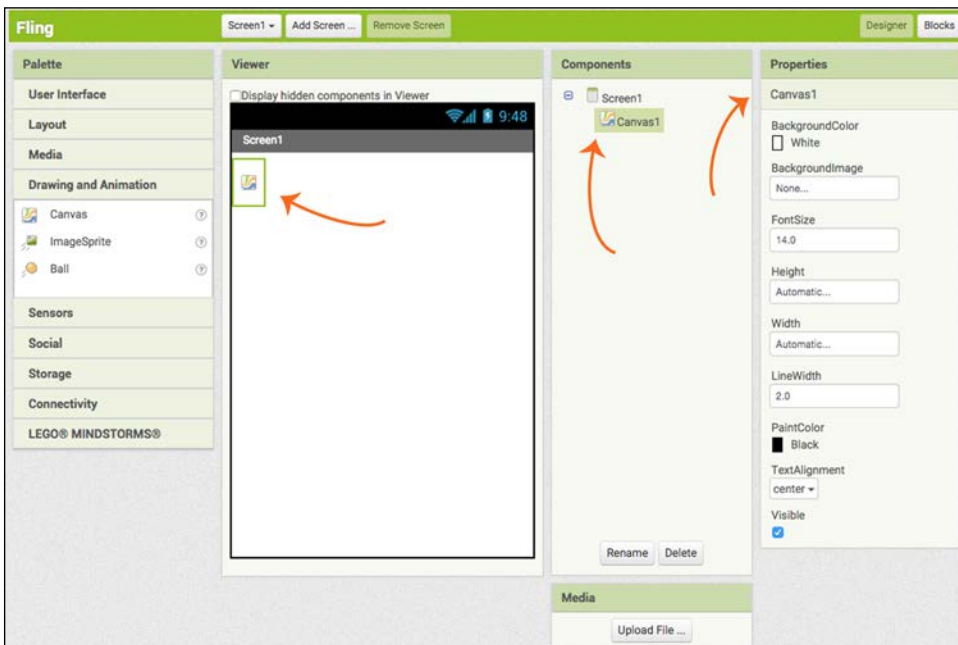 Fling
Screen1
Add Screen ...
Remove Screen
Designer
Blocks
Palette
User Interface
Layout
Media
Drawing and Animation
Canvas
?
ImageSprite
?
Ball
?
Sensors
Social
Storage
Connectivity
LEGO® MINDSTORMS®
Viewer
Display hidden components in Viewer
9:48
Screen1
Components
Screen1
Canvas1
Rename
Delete
Media
Upload File ...
Properties
Canvas1
BackgroundColor
White
BackgroundImage
None...
FontSize
14.0
Height
Automatic...
Width
Automatic...
LineWidth
2.0
PaintColor
Black
TextAlignment
center
Visible